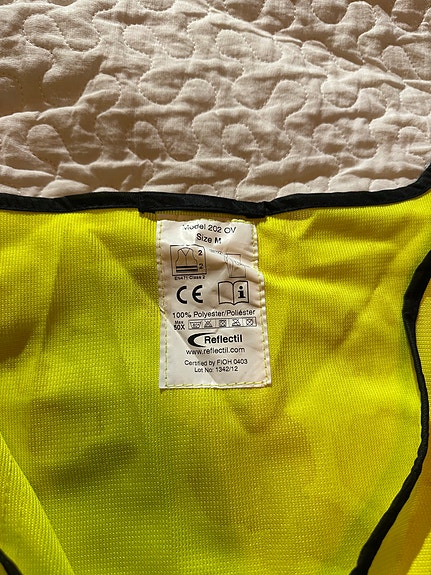 Model 202 OV
Size M
2
2
EN471 Class 2
CE
i
100% Polyester/Poliéster
Max
50X
Reflectil
www.reflectil.com
Certified by FIOH 0403
Lot No: 1342/12